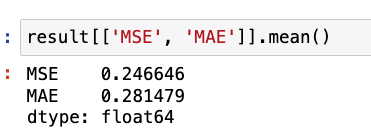 : result[['MSE', 'MAE']].mean()
: MSE    0.246646
MAE    0.281479
dtype: float64